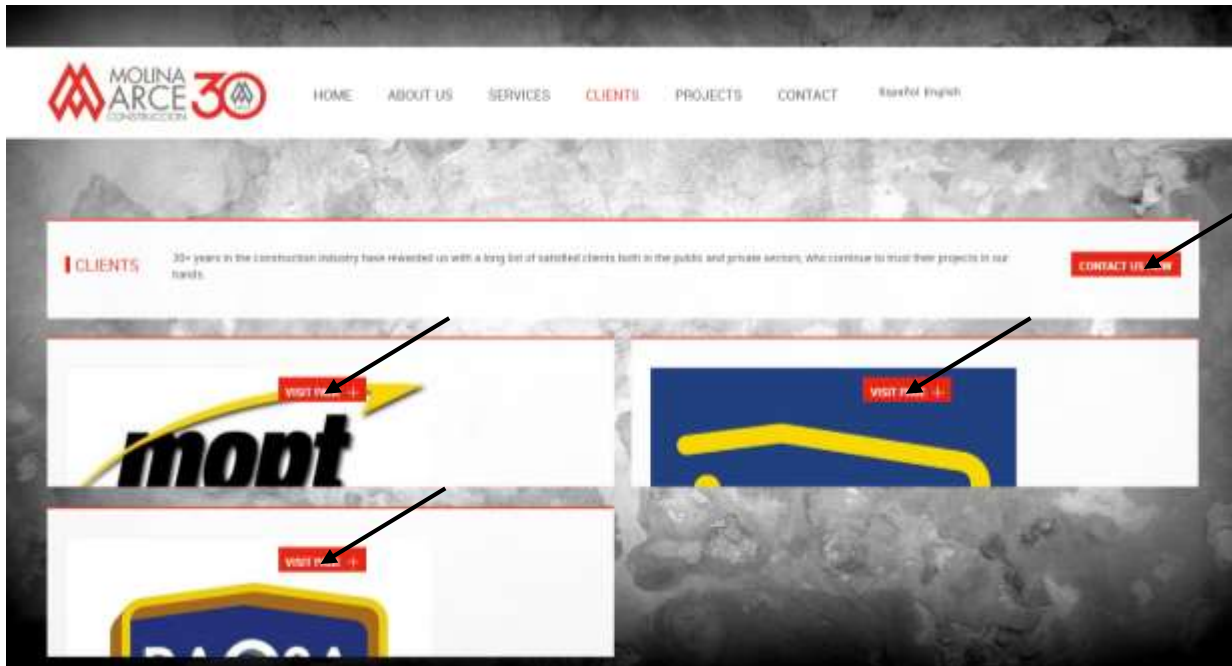 MOLINA
ARCE
CONSTRUCCION
30
HOME ABOUT US SERVICES CLIENTS PROJECTS CONTACT Español English
CLIENTS
30+ years in the construction industry have rewarded us with a long list of satisfied clients both in the public and private sectors, who continue to trust their projects in our
hands.
CONTACT US
VISIT
mopt
VISIT
VISIT